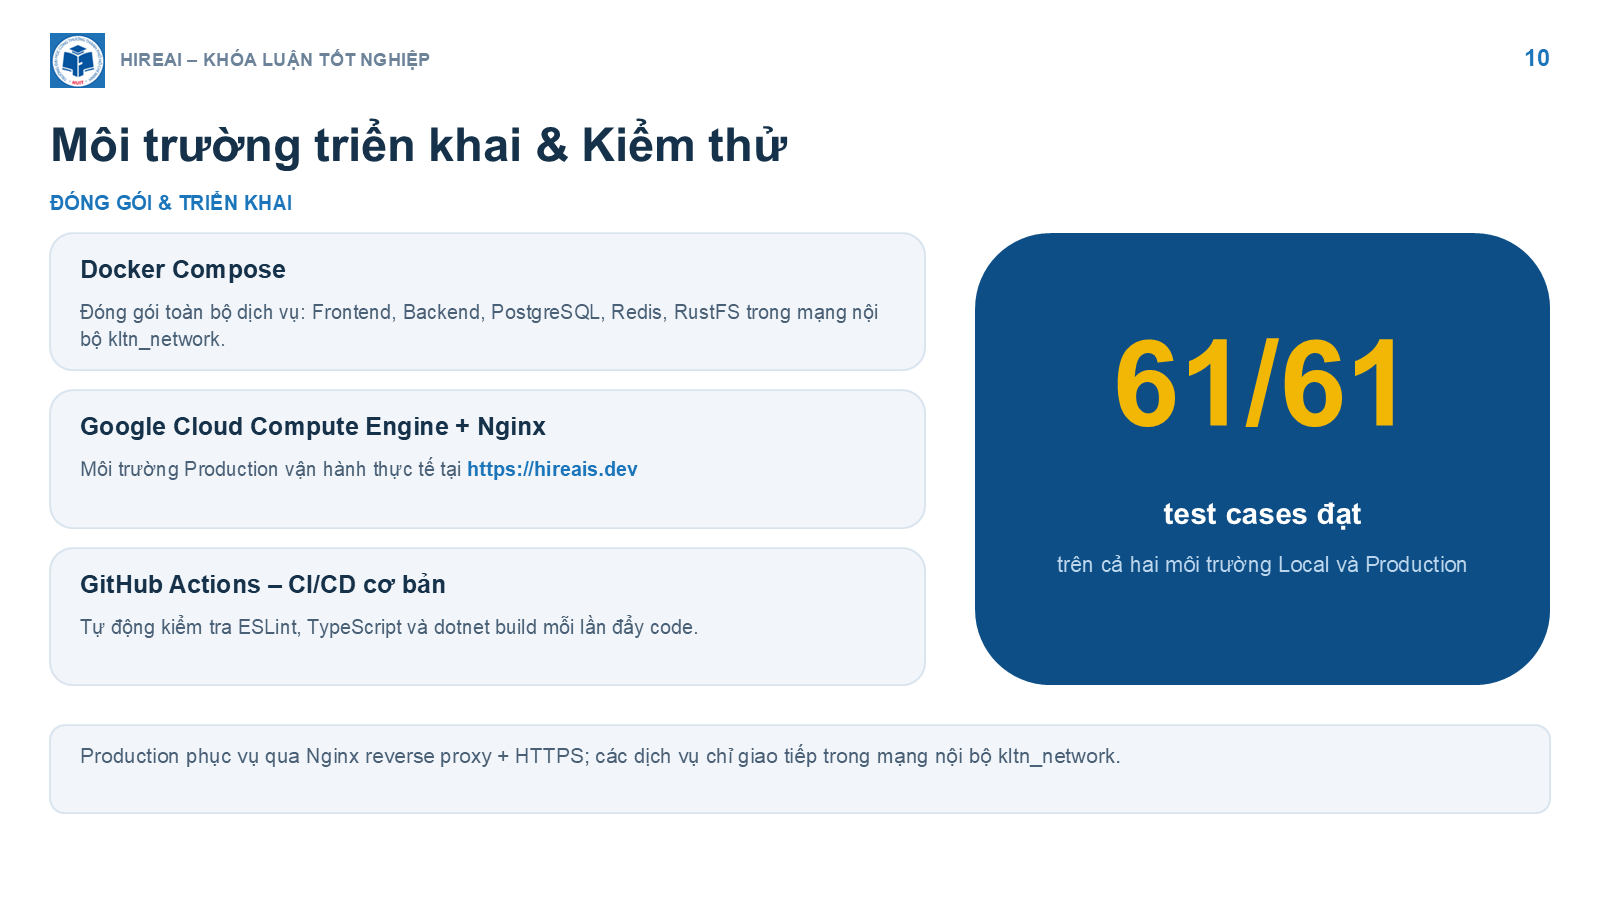 HIREAI – KHÓA LUẬN TỐT NGHIỆP
10
Môi trường triển khai & Kiểm thử
ĐÓNG GÓI & TRIỂN KHAI
Docker Compose
Đóng gói toàn bộ dịch vụ: Frontend, Backend, PostgreSQL, Redis, RustFS trong mạng nội
bộ kltn_network.
Google Cloud Compute Engine + Nginx
Môi trường Production vận hành thực tế tại https://hireais.dev
GitHub Actions – CI/CD cơ bản
Tự động kiểm tra ESLint, TypeScript và dotnet build mỗi lần đẩy code.
61/61
test cases đạt
trên cả hai môi trường Local và Production
Production phục vụ qua Nginx reverse proxy + HTTPS; các dịch vụ chỉ giao tiếp trong mạng nội bộ kltn_network.